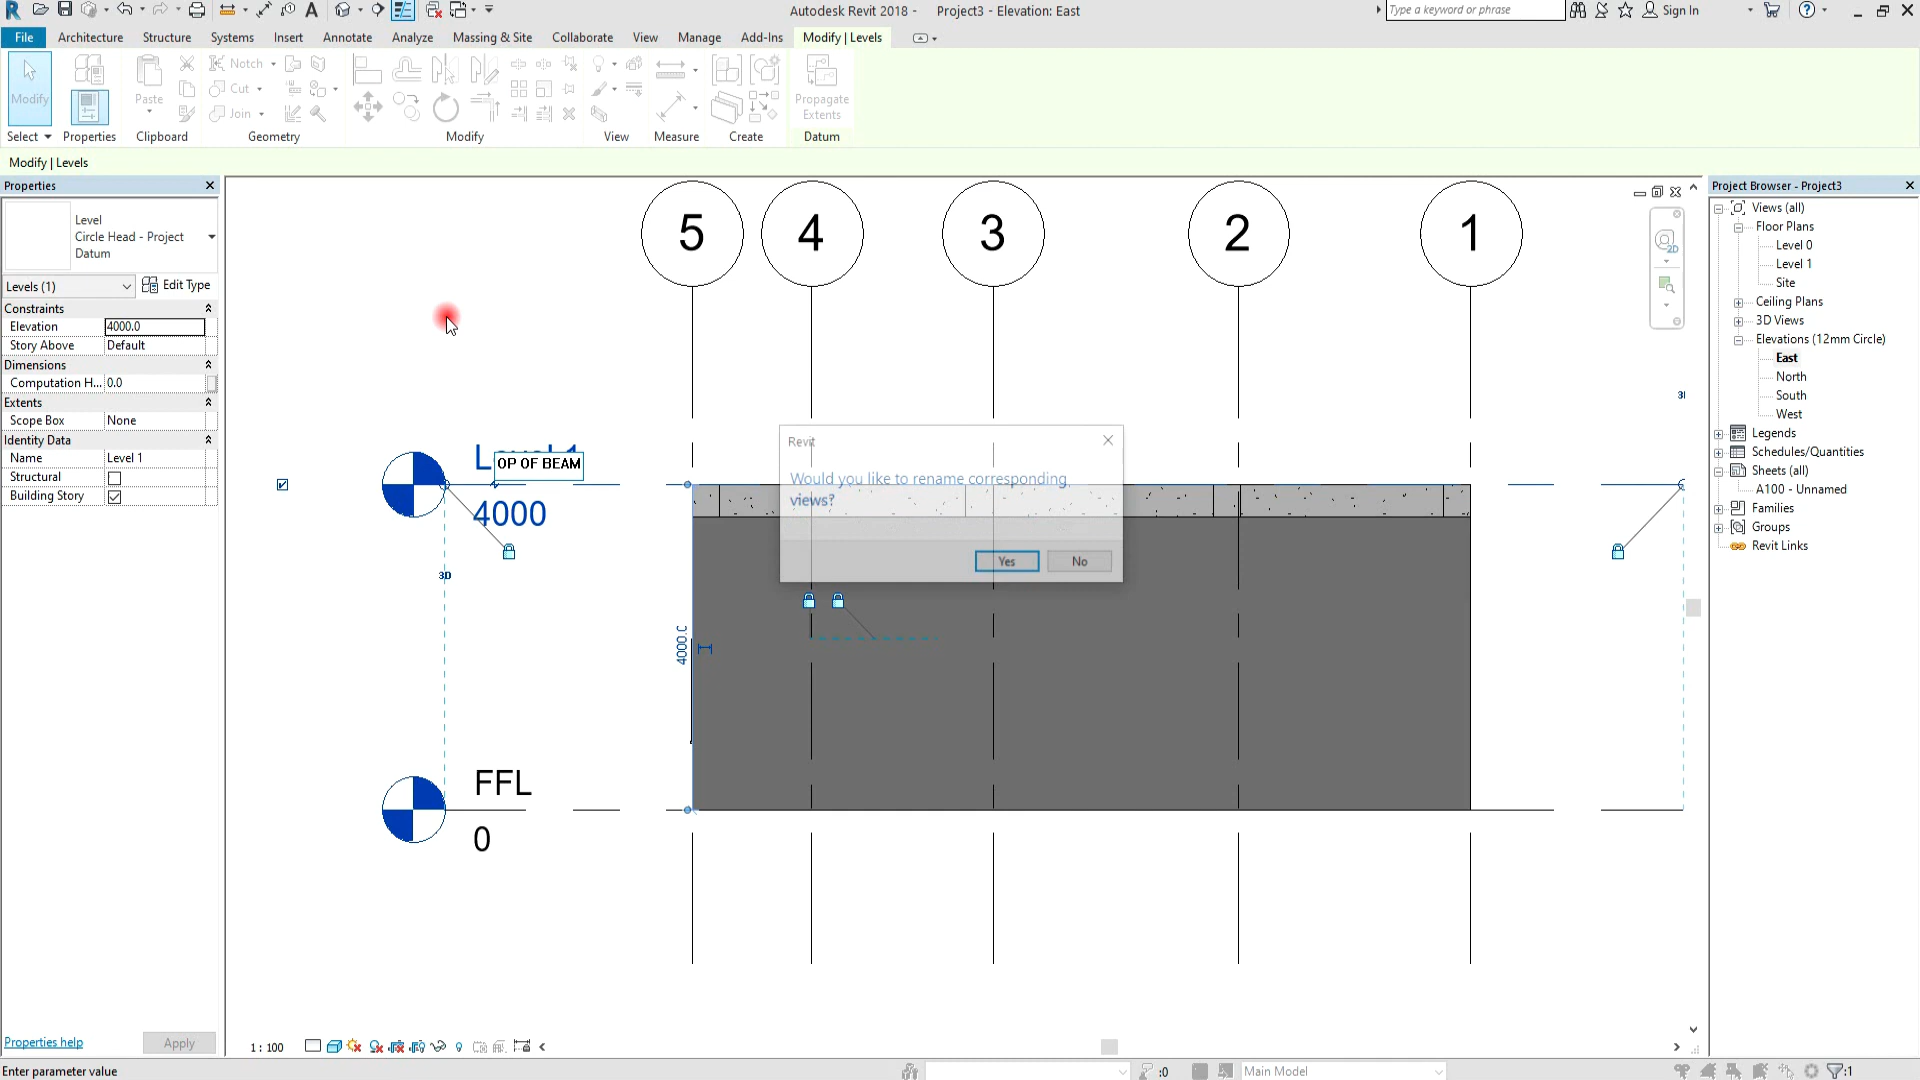 Autodesk Revit 2018 - Project3 - Elevation: East
Type a keyword or phrase
Sign In
File Architecture Structure Systems Insert Annotate Analyze Massing & Site Collaborate View Manage Add-Ins Modify | Levels
Modify
Paste
Notch
Cut
Join
Propagate
Extents
Select Properties Clipboard Geometry Modify View Measure Create Datum
Modify | Levels
Properties
Level
Circle Head - Project
Datum
Levels (1) Edit Type
Constraints
Elevation 4000.0
Story Above Default
Dimensions
Computation H... 0.0
Extents
Scope Box None
Identity Data
Name Level 1
Structural
Building Story
Properties help Apply
5 4 3 2 1
OP OF BEAM
4000
3D
4000.0
FFL
0
Revit
Would you like to rename corresponding
views?
Yes No
1 : 100
Project Browser - Project3
Views (all)
Floor Plans
Level 0
Level 1
Site
Ceiling Plans
3D Views
Elevations (12mm Circle)
East
North
South
West
Legends
Schedules/Quantities
Sheets (all)
A100 - Unnamed
Families
Groups
Revit Links
Enter parameter value
:0
Main Model
:1